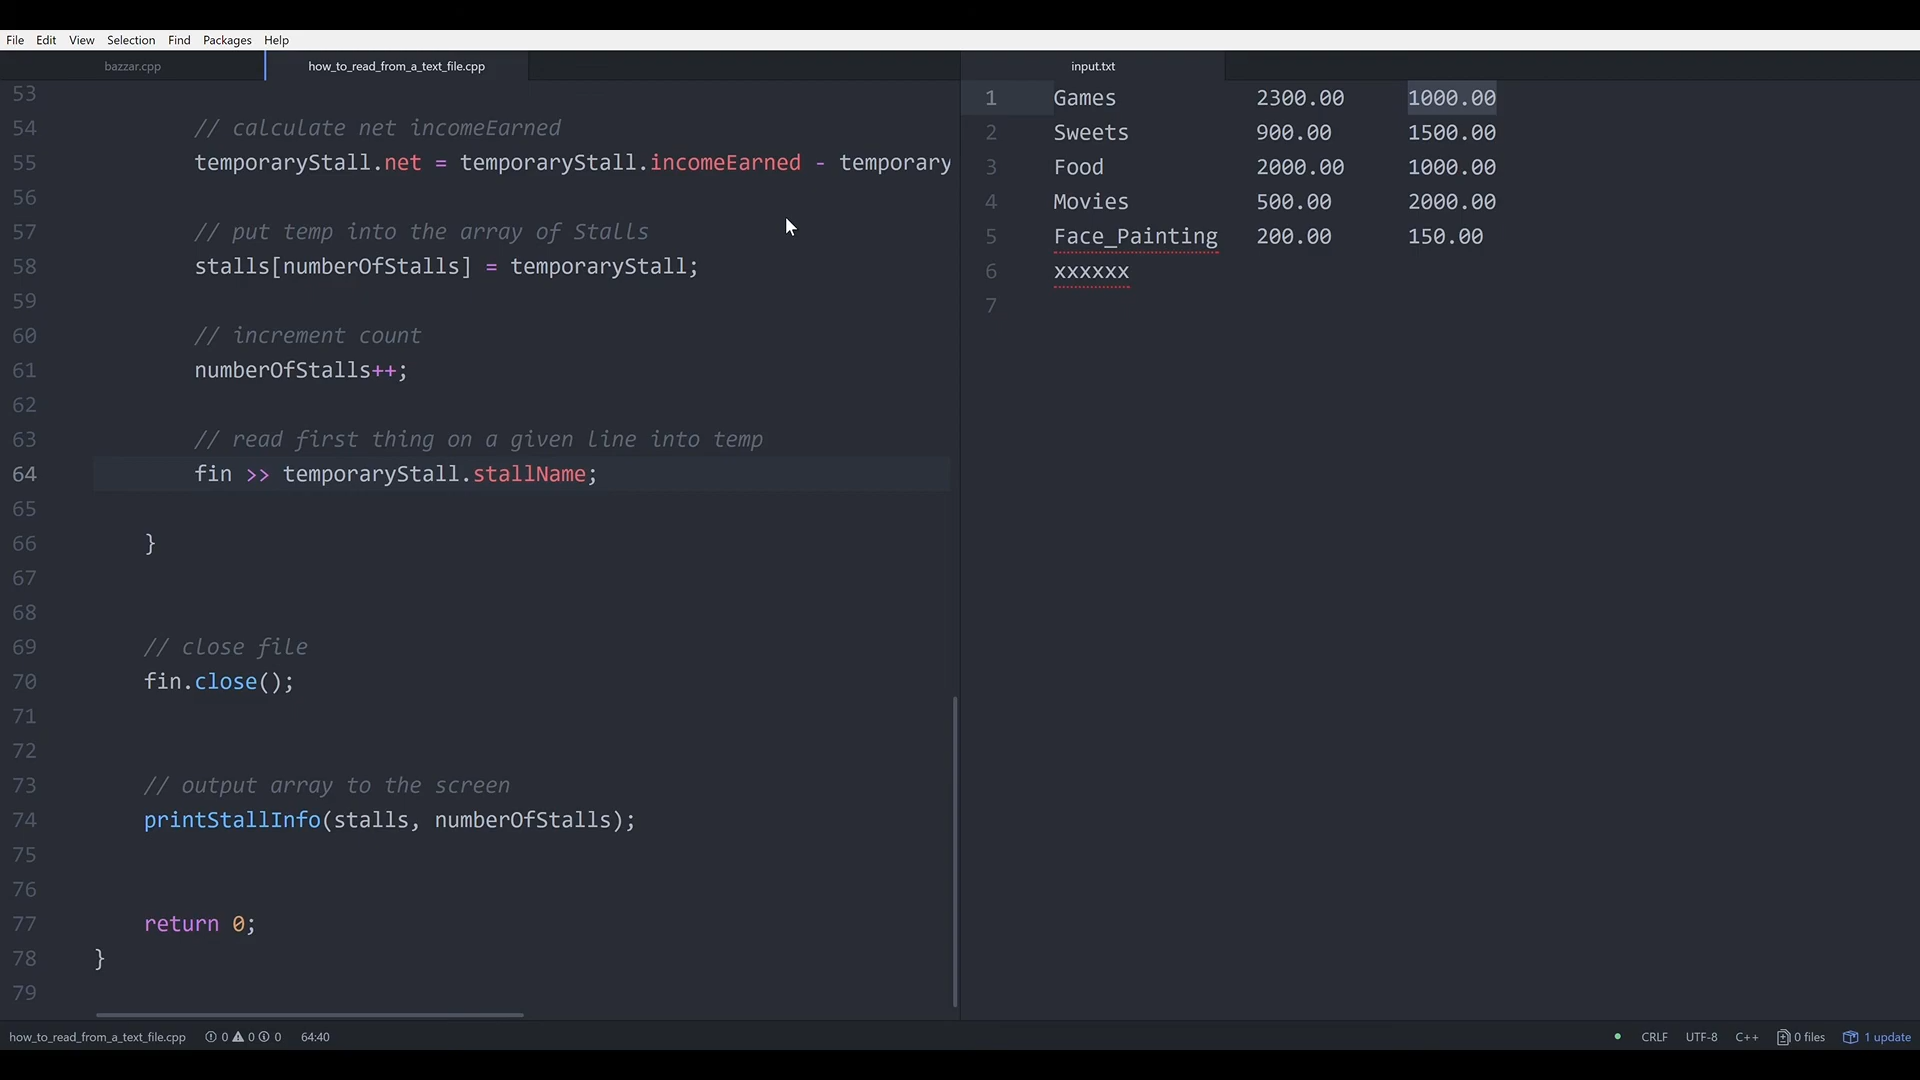 File Edit View Selection Find Packages Help
bazzar.cpp how_to_read_from_a_text_file.cpp input.txt
53
54 // calculate net incomeEarned
55 temporaryStall.net = temporaryStall.incomeEarned - temporary
56
57 // put temp into the array of Stalls
58 stalls[numberOfStalls] = temporaryStall;
59
60 // increment count
61 numberOfStalls++;
62
63 // read first thing on a given line into temp
64 fin >> temporaryStall.stallName;
65
66 }
67
68
69 // close file
70 fin.close();
71
72
73 // output array to the screen
74 printStallInfo(stalls, numberOfStalls);
75
76
77 return 0;
78 }
79
1 Games 2300.00 1000.00
2 Sweets 900.00 1500.00
3 Food 2000.00 1000.00
4 Movies 500.00 2000.00
5 Face_Painting 200.00 150.00
6 xxxxxx
7
how_to_read_from_a_text_file.cpp 0 0 0 64:40 CRLF UTF-8 C++ 0 files 1 update